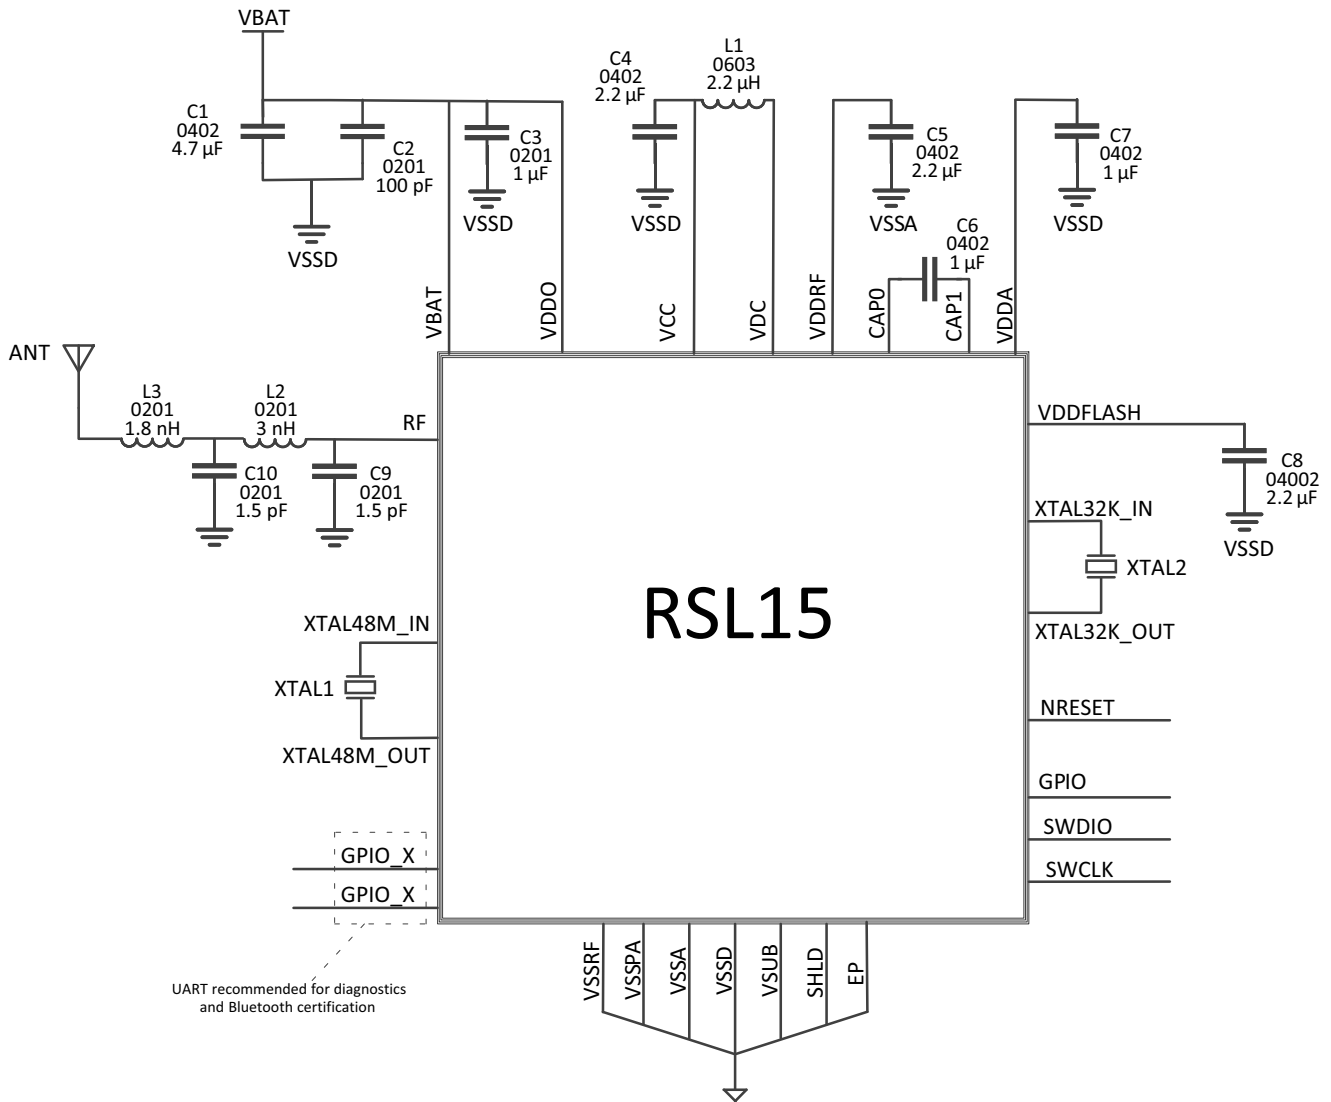 VBAT
C1
0402
4.7 µF
C2
0201
100 pF
VSSD
C3
0201
1 µF
VSSD
C4
0402
2.2 µF
VSSD
L1
0603
2.2 µH
C5
0402
2.2 µF
VSSA
C6
0402
1 µF
C7
0402
1 µF
VSSD
VBAT
VDDO
VCC
VDC
VDDRF
CAP0
CAP1
VDDA
ANT
L3
0201
1.8 nH
L2
0201
3 nH
RF
C10
0201
1.5 pF
C9
0201
1.5 pF
VDDFLASH
C8
04002
2.2 µF
VSSD
XTAL32K_IN
XTAL2
XTAL32K_OUT
RSL15
XTAL48M_IN
XTAL1
XTAL48M_OUT
NRESET
GPIO
SWDIO
SWCLK
GPIO_X
GPIO_X
UART recommended for diagnostics
and Bluetooth certification
VSSRF
VSSPA
VSSA
VSSD
VSUB
SHLD
EP